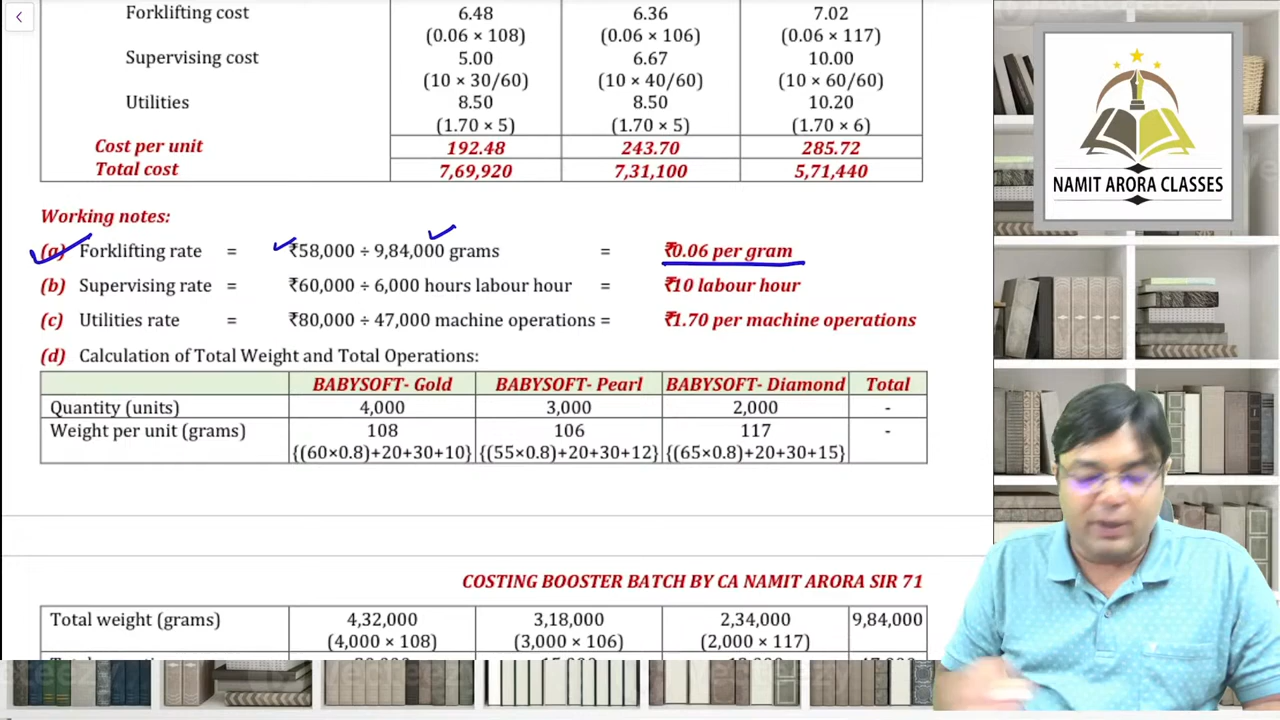 Forklifting cost 6.48 6.36 7.02
(0.06 × 108) (0.06 × 106) (0.06 × 117)
Supervising cost 5.00 6.67 10.00
(10 × 30/60) (10 × 40/60) (10 × 60/60)
Utilities 8.50 8.50 10.20
(1.70 × 5) (1.70 × 5) (1.70 × 6)
Cost per unit 192.48 243.70 285.72
Total cost 7,69,920 7,31,100 5,71,440
NAMIT ARORA CLASSES
Working notes:
(a) Forklifting rate = ₹58,000 ÷ 9,84,000 grams = ₹0.06 per gram
(b) Supervising rate = ₹60,000 ÷ 6,000 hours labour hour = ₹10 labour hour
(c) Utilities rate = ₹80,000 ÷ 47,000 machine operations = ₹1.70 per machine operations
(d) Calculation of Total Weight and Total Operations:
BABYSOFT- Gold BABYSOFT- Pearl BABYSOFT- Diamond Total
Quantity (units) 4,000 3,000 2,000 -
Weight per unit (grams) 108 106 117 -
{(60×0.8)+20+30+10} {(55×0.8)+20+30+12} {(65×0.8)+20+30+15}
COSTING BOOSTER BATCH BY CA NAMIT ARORA SIR 71
Total weight (grams) 4,32,000 3,18,000 2,34,000 9,84,000
(4,000 × 108) (3,000 × 106) (2,000 × 117)